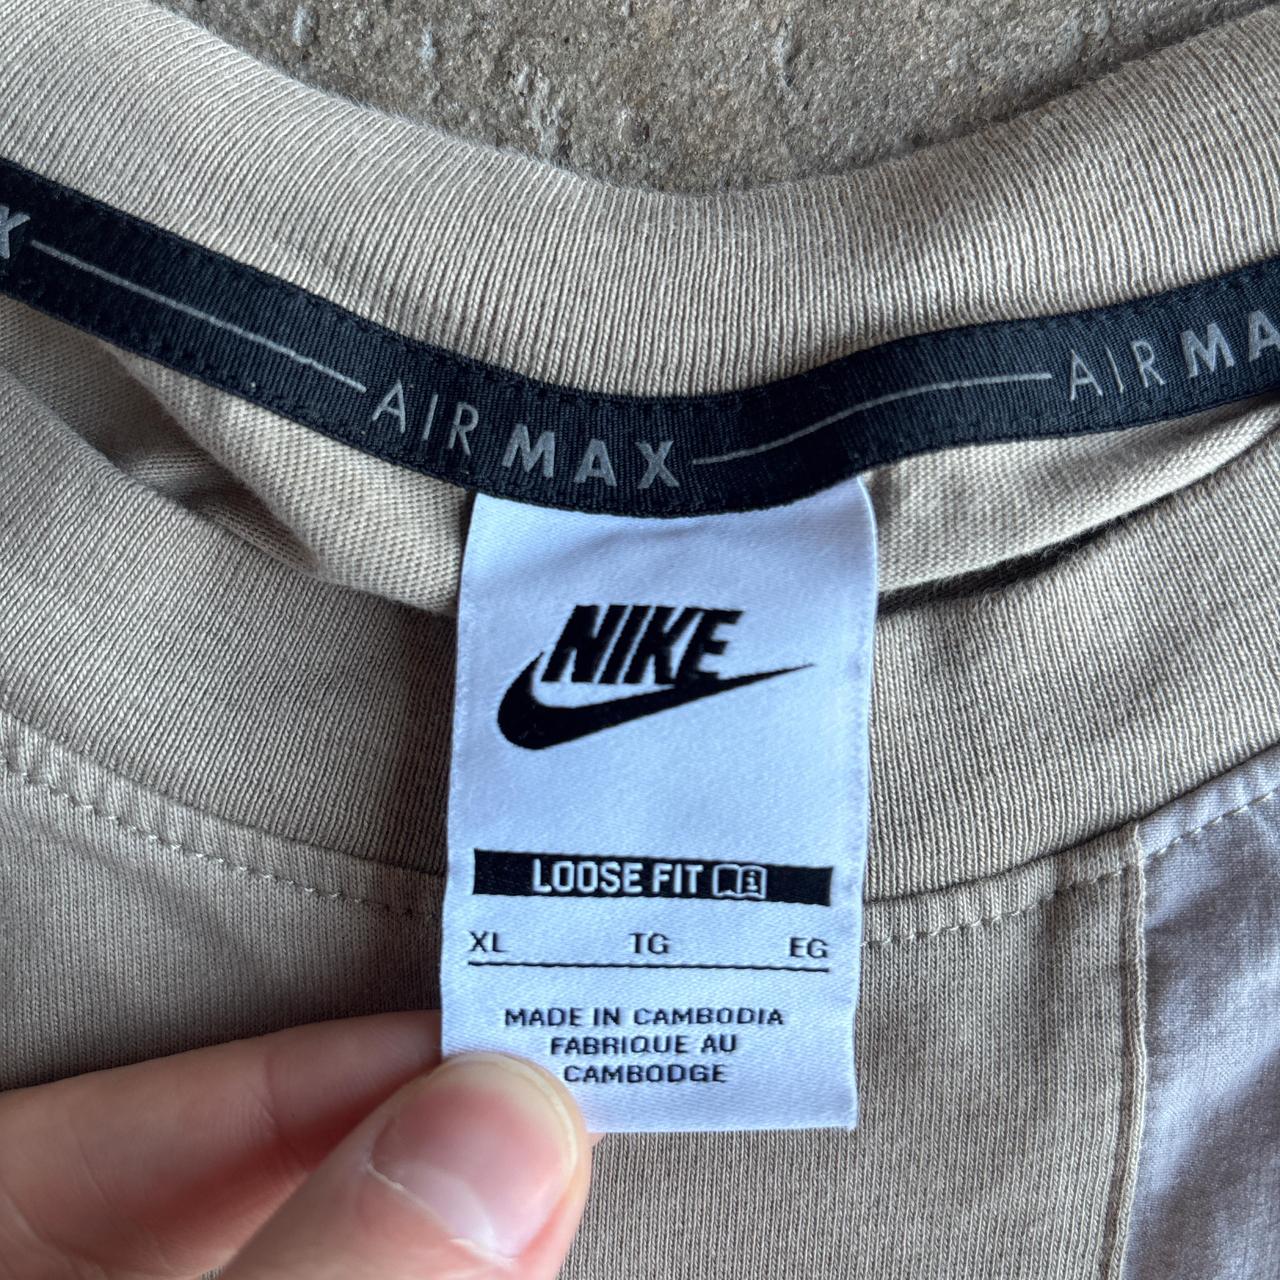 AIR MAX
AIR MA
NIKE
LOOSE FIT
XL TG EG
MADE IN CAMBODIA
FABRIQUE AU
CAMBODGE